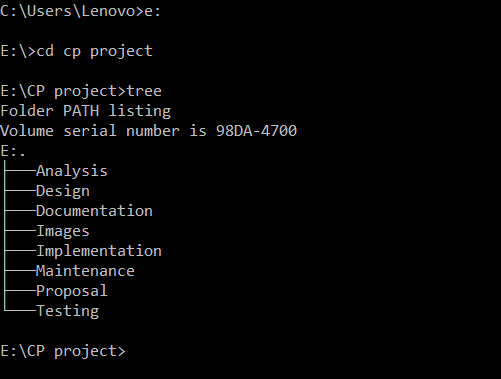 C:\Users\Lenovo>e:
E:\>cd cp project
E:\CP project>tree
Folder PATH listing
Volume serial number is 98DA-4700
E:.
├───Analysis
├───Design
├───Documentation
├───Images
├───Implementation
├───Maintenance
├───Proposal
└───Testing
E:\CP project>